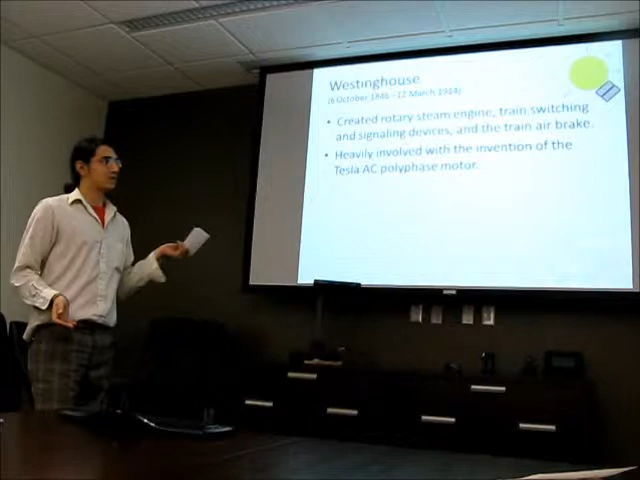 Westinghouse
(6 October 1846 – 12 March 1914)
• Created rotary steam engine, train switching
and signaling devices, and the train air brake.
• Heavily involved with the invention of the
Tesla AC polyphase motor.